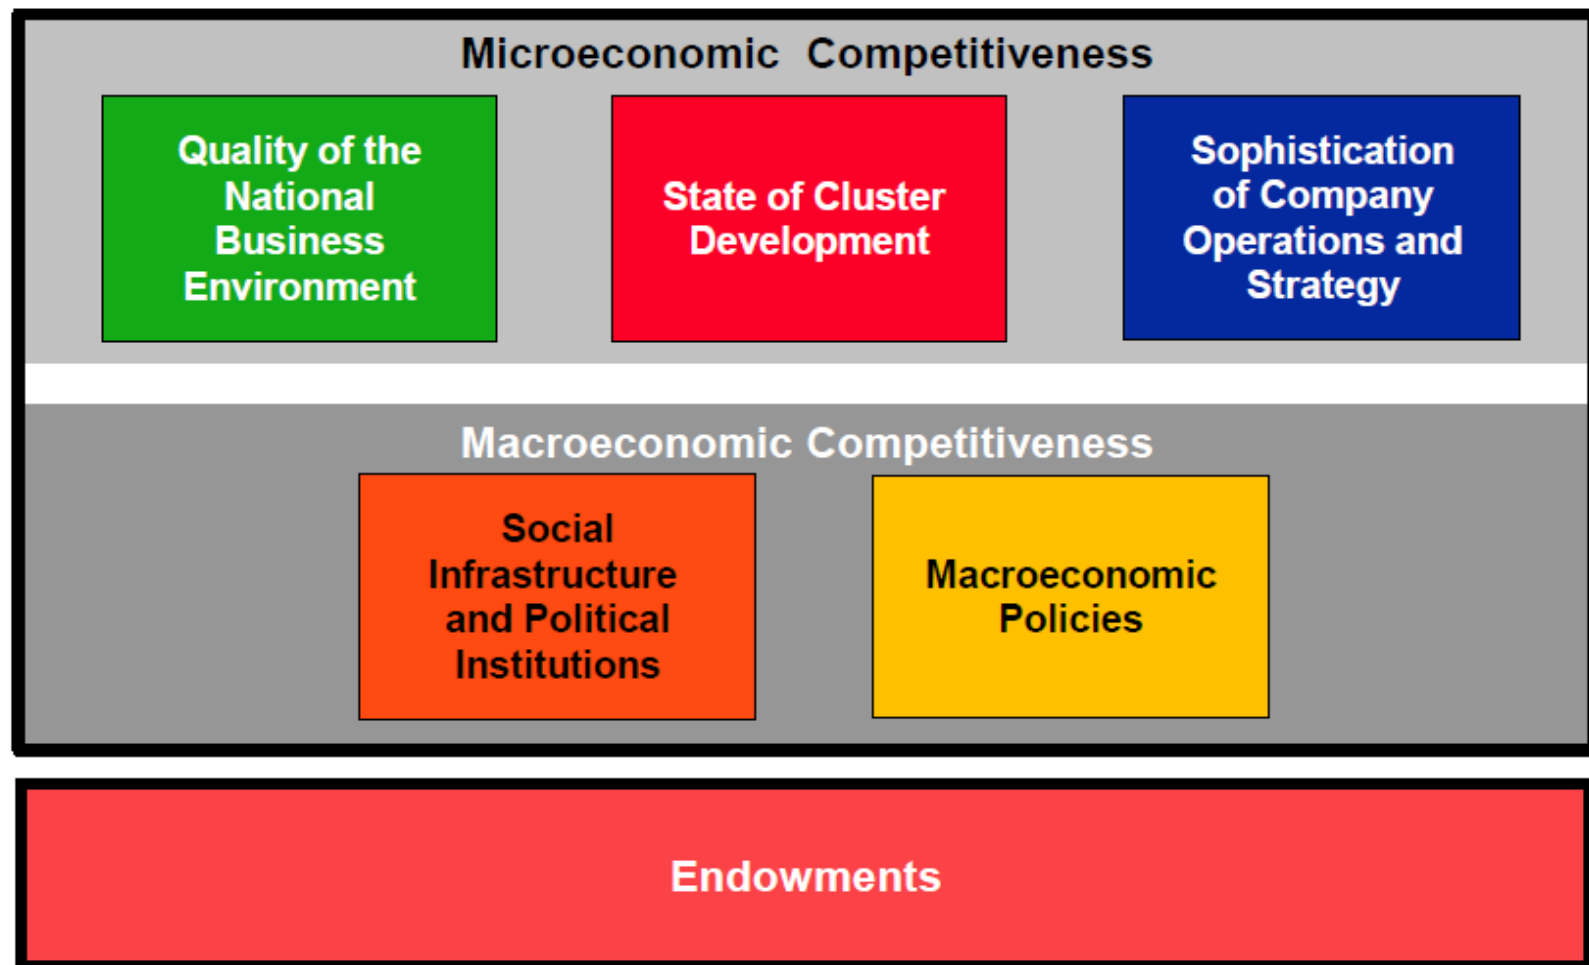 Microeconomic Competitiveness
Quality of the
National
Business
Environment
State of Cluster
Development
Sophistication
of Company
Operations and
Strategy
Macroeconomic Competitiveness
Social
Infrastructure
and Political
Institutions
Macroeconomic
Policies
Endowments